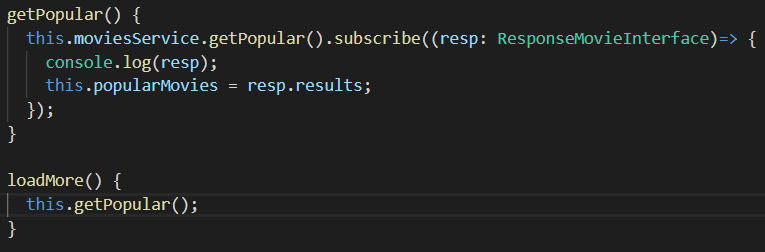 getPopular() {
this.moviesService.getPopular().subscribe((resp: ResponseMovieInterface)=> {
console.log(resp);
this.popularMovies = resp.results;
});
}
loadMore() {
this.getPopular();
}